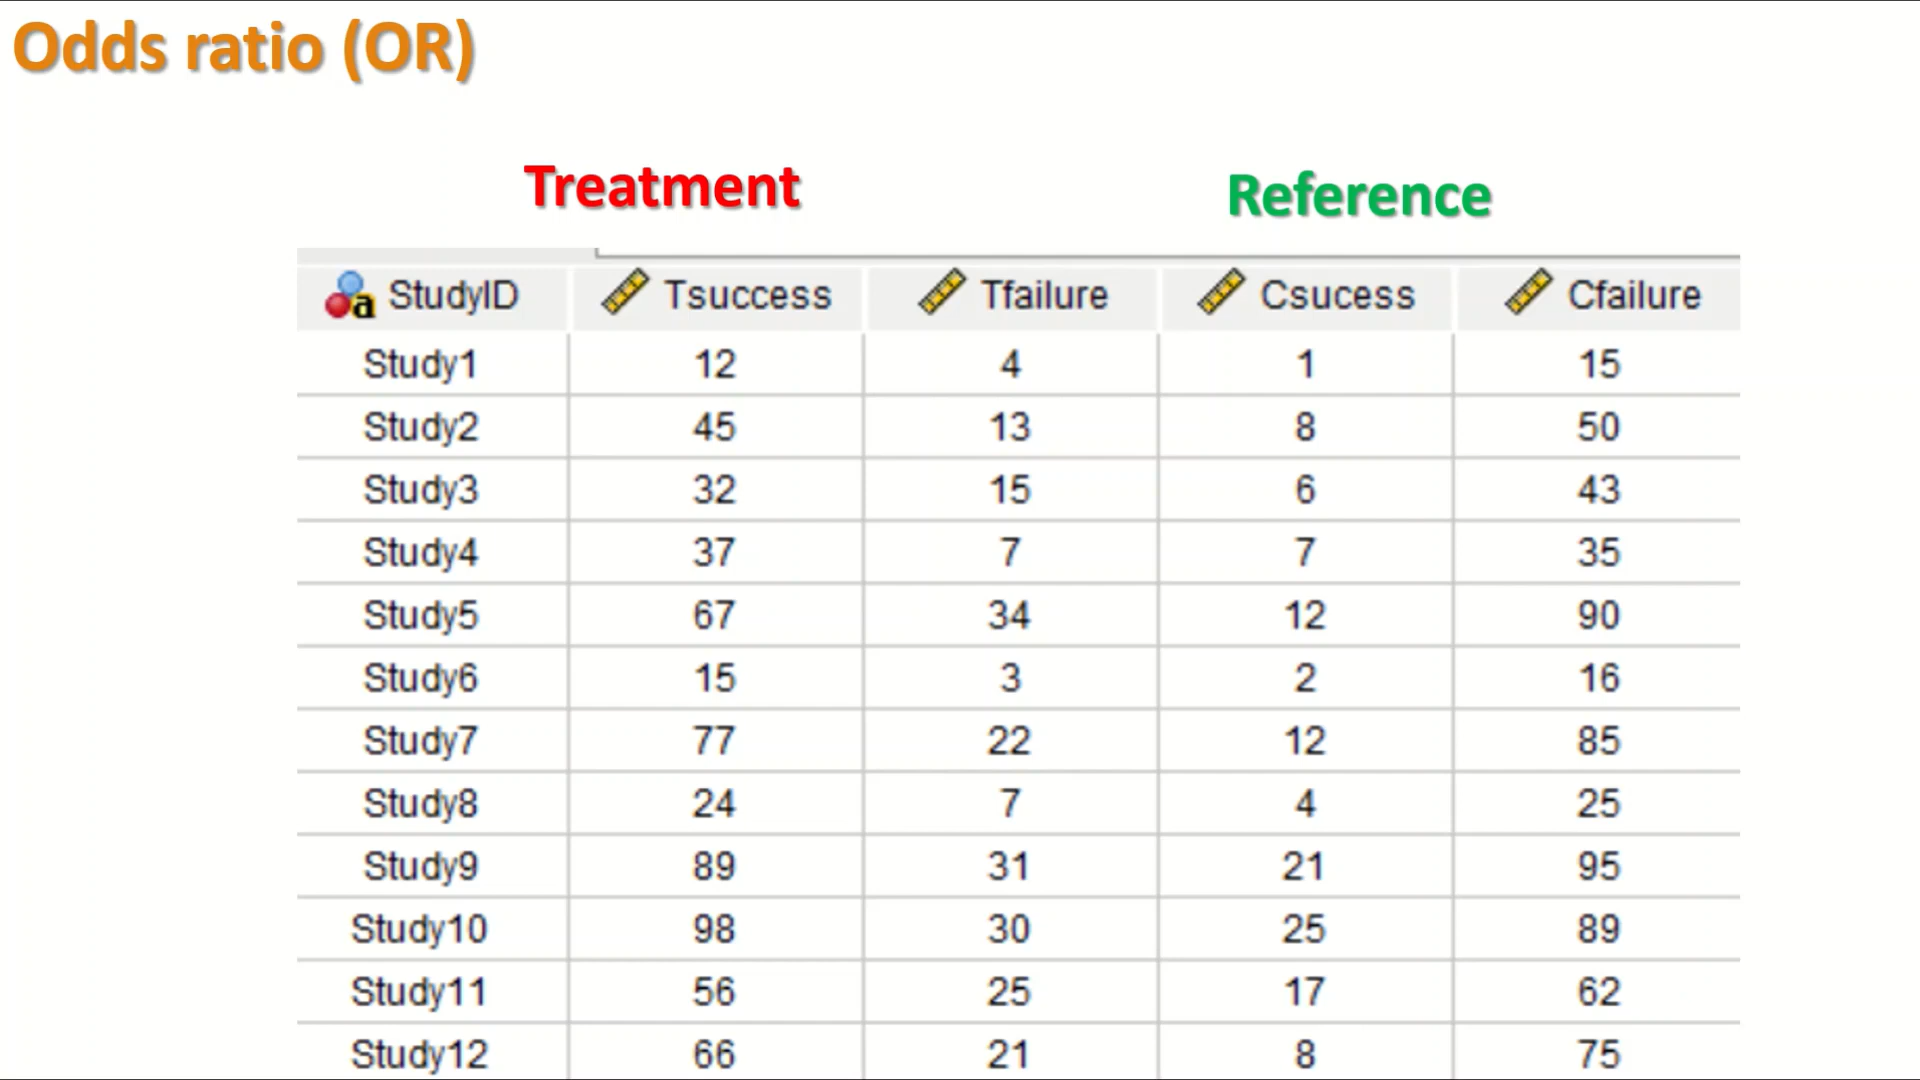 Odds ratio (OR)
Treatment Reference
StudyID Tsuccess Tfailure Csucess Cfailure
Study1 12 4 1 15
Study2 45 13 8 50
Study3 32 15 6 43
Study4 37 7 7 35
Study5 67 34 12 90
Study6 15 3 2 16
Study7 77 22 12 85
Study8 24 7 4 25
Study9 89 31 21 95
Study10 98 30 25 89
Study11 56 25 17 62
Study12 66 21 8 75